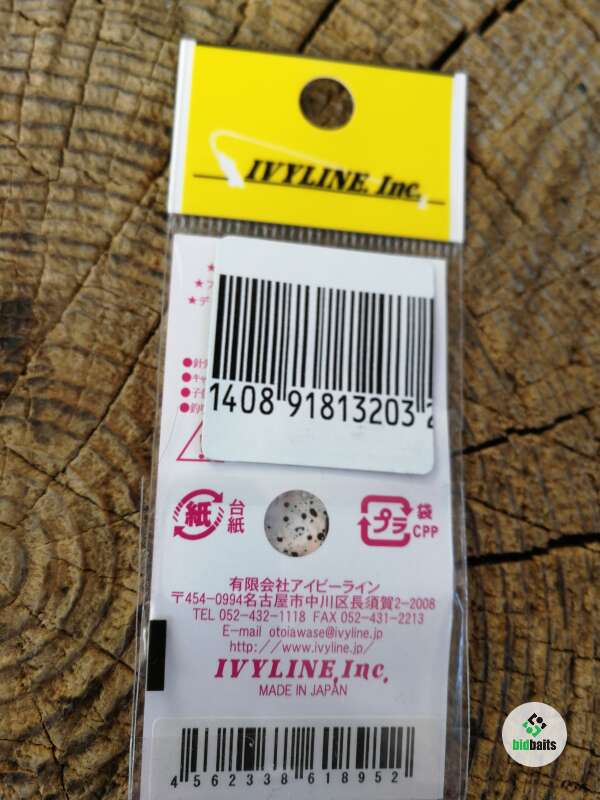 IVYLINE. Inc.
1408 91813203 2
紙
台紙
プラ
袋
CPP
有限会社アイビーライン
〒454-0994名古屋市中川区長須賀2-2008
TEL 052-432-1118 FAX 052-431-2213
E-mail otoiawase@ivyline.jp
http://www.ivyline.jp/
IVYLINE,Inc.
MADE IN JAPAN
4562338618952
bidbaits